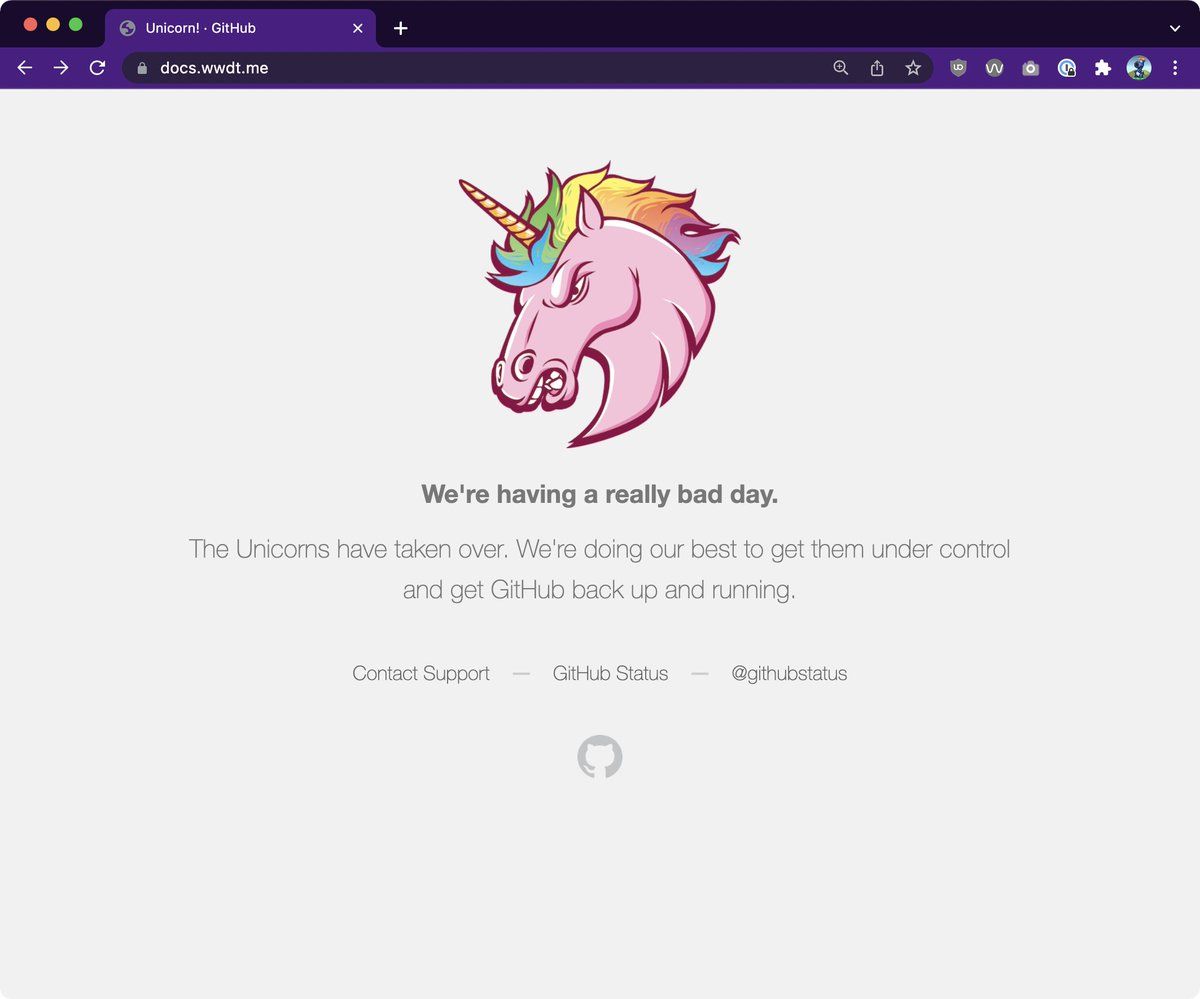 Unicorn! · GitHub
docs.wwdt.me
We're having a really bad day.
The Unicorns have taken over. We're doing our best to get them under control
and get GitHub back up and running.
Contact Support — GitHub Status — @githubstatus